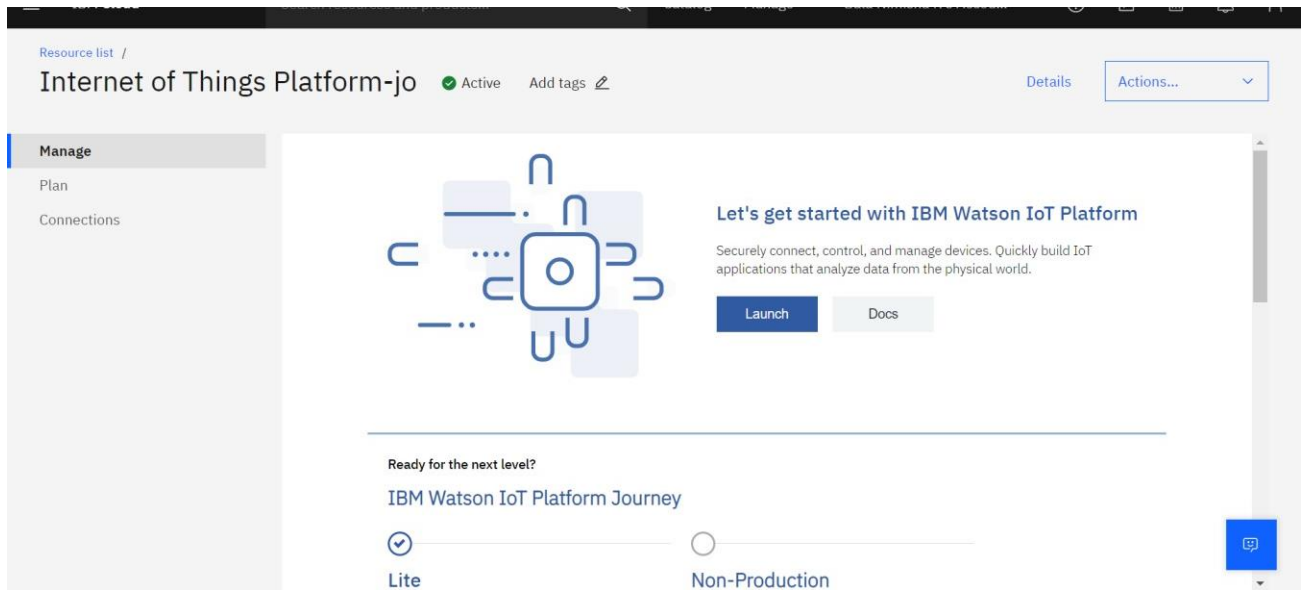 Resource list /
Internet of Things Platform-jo
Active
Add tags
Details
Actions...
Manage
Plan
Connections
Let's get started with IBM Watson IoT Platform
Securely connect, control, and manage devices. Quickly build IoT
applications that analyze data from the physical world.
Launch
Docs
Ready for the next level?
IBM Watson IoT Platform Journey
Lite
Non-Production